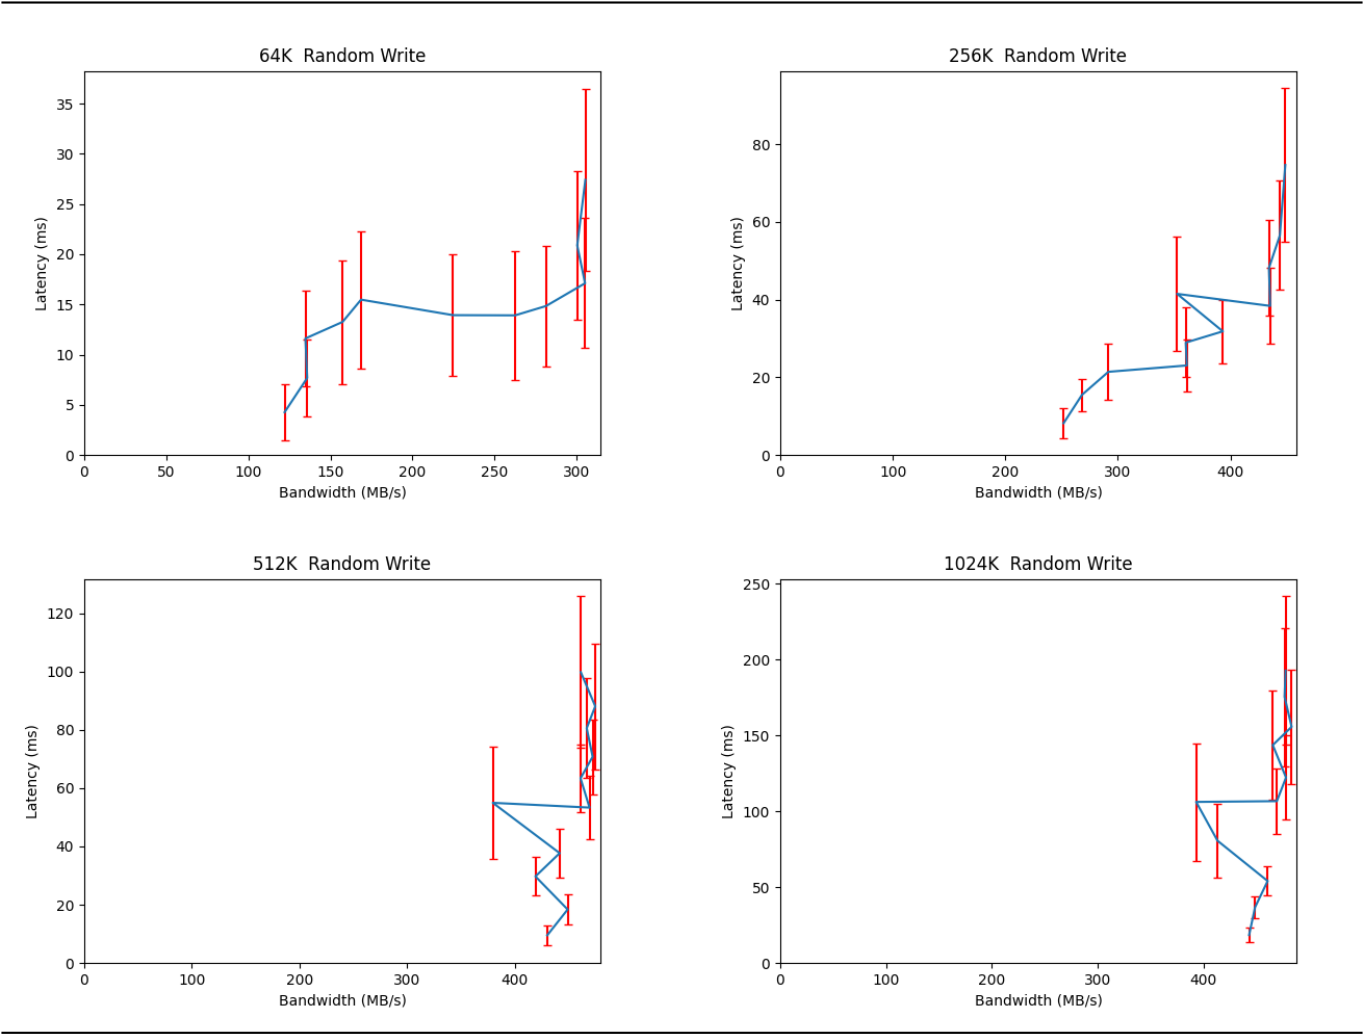 64K  Random Write
35
30
25
20
15
10
5
0
Latency (ms)
0 50 100 150 200 250 300
Bandwidth (MB/s)
256K  Random Write
80
60
40
20
0
Latency (ms)
0 100 200 300 400
Bandwidth (MB/s)
512K  Random Write
120
100
80
60
40
20
0
Latency (ms)
0 100 200 300 400
Bandwidth (MB/s)
1024K  Random Write
250
200
150
100
50
0
Latency (ms)
0 100 200 300 400
Bandwidth (MB/s)